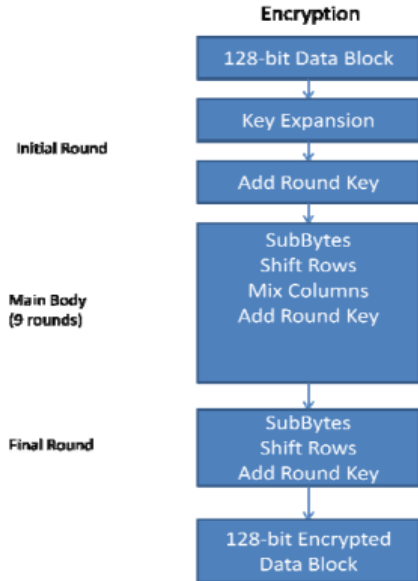 Encryption
128-bit Data Block
Key Expansion
Initial Round
Add Round Key
SubBytes
Shift Rows
Mix Columns
Main Body
(9 rounds)
Add Round Key
SubBytes
Final Round
Shift Rows
Add Round Key
128-bit Encrypted
Data Block